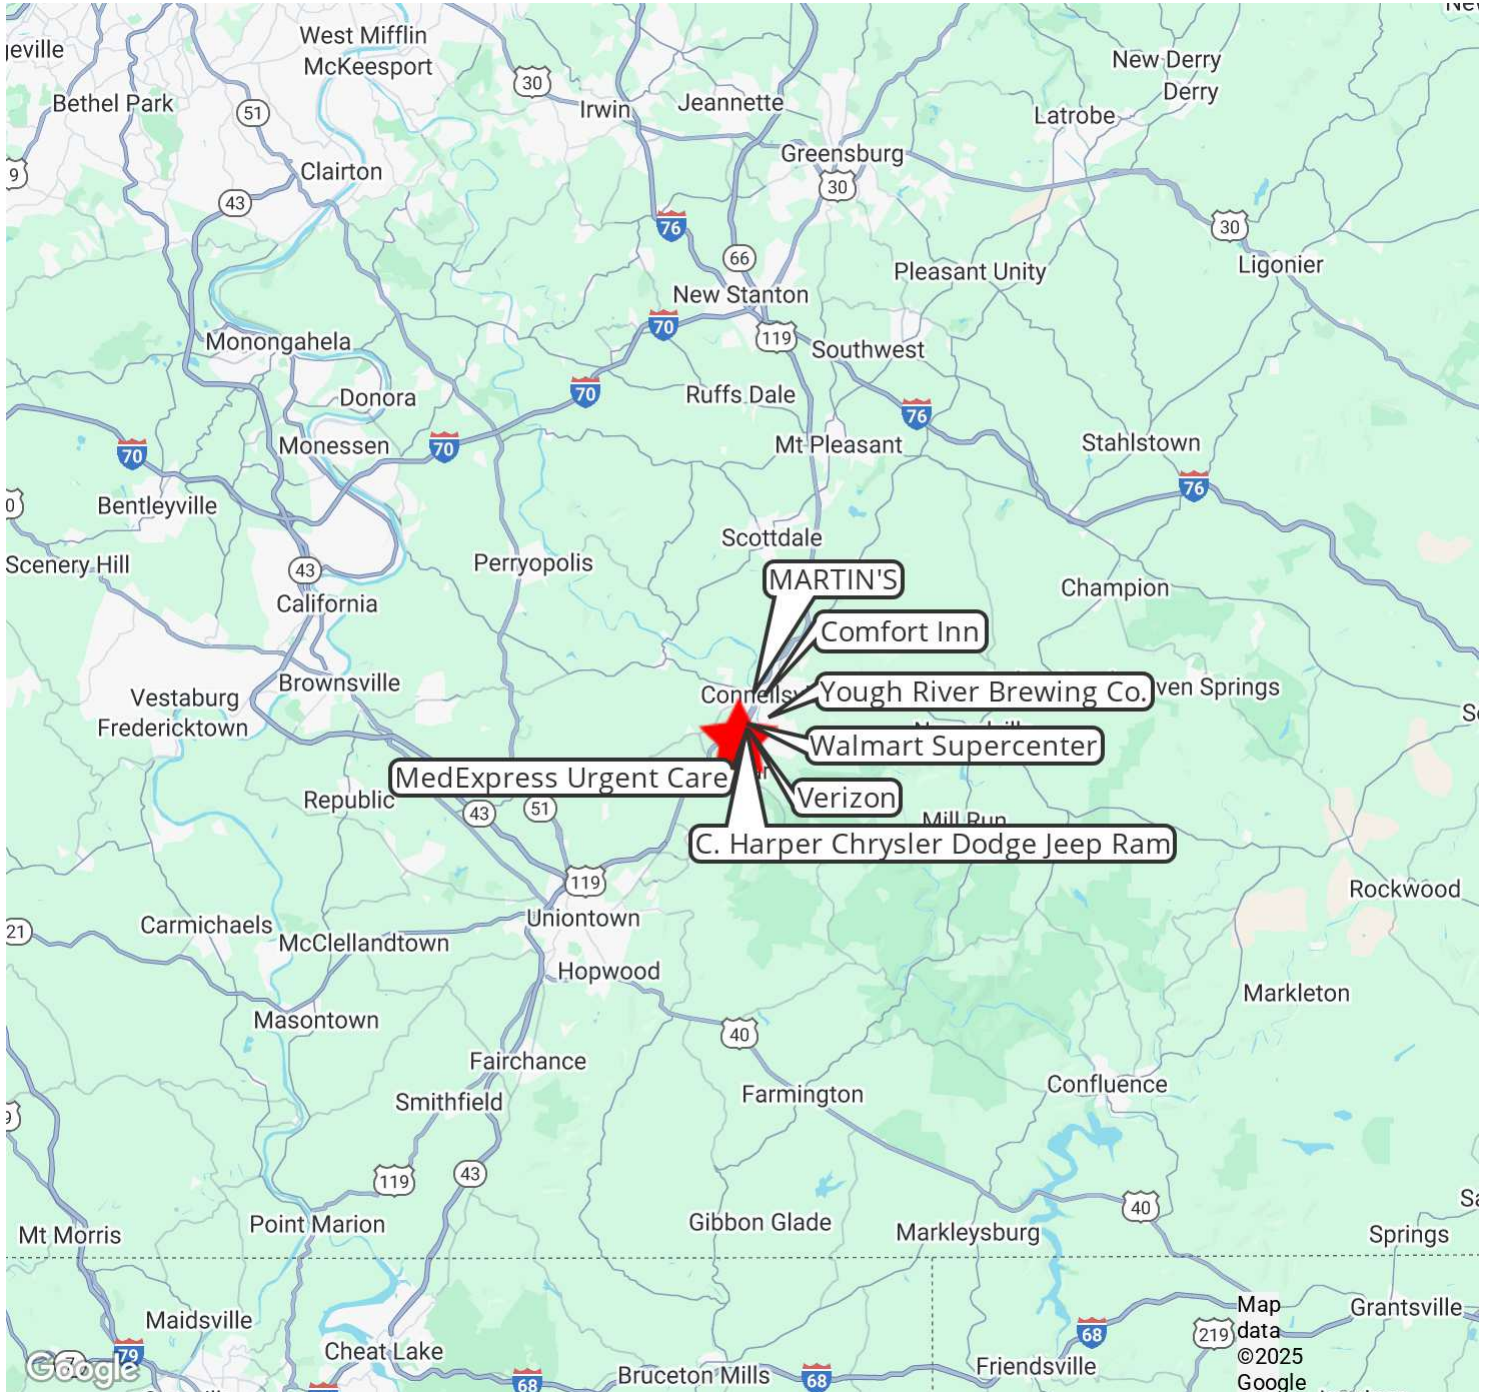 West Mifflin
New Derry
McKeesport
Derry
30
Bethel Park
51
Irwin
Jeannette
Latrobe
Greensburg
Clairton
30
43
76
30
66
Ligonier
Pleasant Unity
New Stanton
70
119
Monongahela
Southwest
70
Ruffs Dale
Donora
76
Monessen
70
70
Mt Pleasant
Stahlstown
76
Bentleyville
Scottdale
Scenery Hill
Perryopolis
43
MARTIN'S
Champion
California
Comfort Inn
Brownsville
Yough River Brewing Co.
ven Springs
Vestaburg
Fredericktown
Walmart Supercenter
MedExpress Urgent Care
Verizon
Republic
43
51
Mill Run
C. Harper Chrysler Dodge Jeep Ram
119
Rockwood
Uniontown
Carmichaels
21
McClellandtown
Hopwood
Markleton
Masontown
40
Fairchance
Confluence
Smithfield
Farmington
119
43
40
Point Marion
Gibbon Glade
Markleysburg
Mt Morris
Springs
Maidsville
Map
data
©2025
Google
Grantsville
68
219
79
Cheat Lake
7
Google
Bruceton Mills
68
68
Friendsville